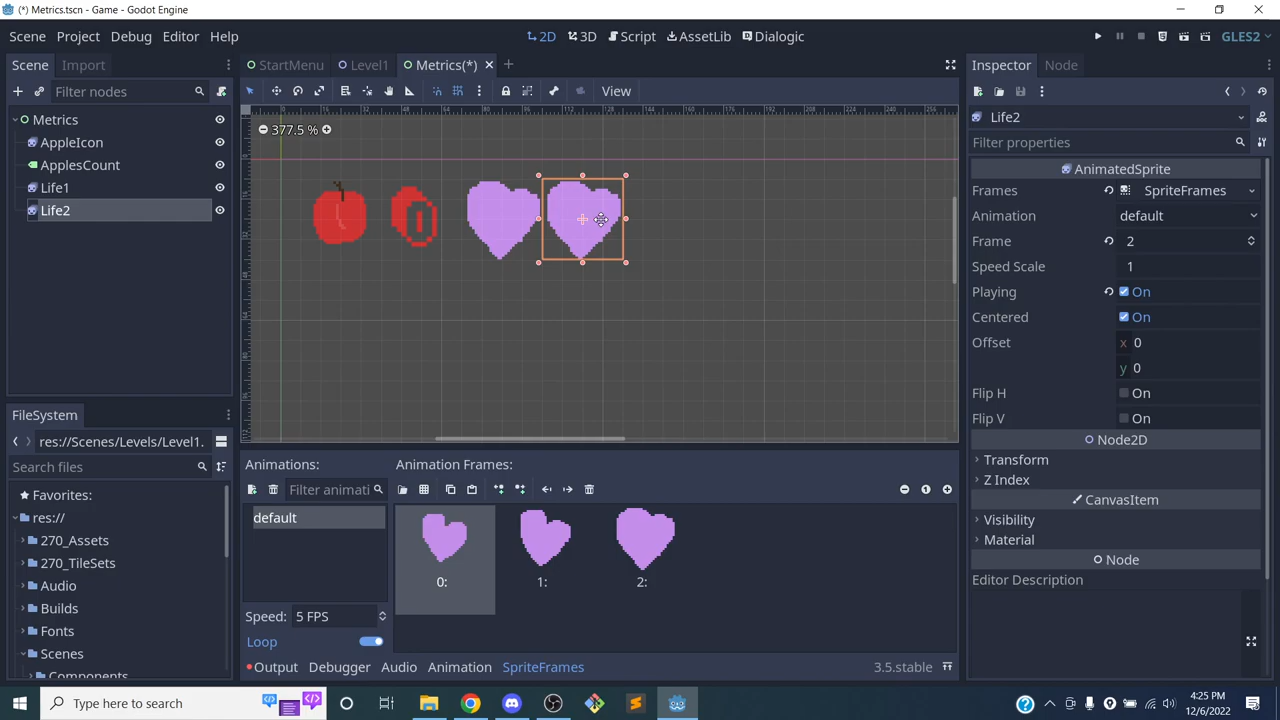 (*) Metrics.tscn - Game - Godot Engine
Scene Project Debug Editor Help
2D 3D Script AssetLib Dialogic
GLES2
Scene Import
StartMenu Level1 Metrics(*)
Inspector Node
Filter nodes
View
Metrics
AppleIcon
ApplesCount
Life1
Life2
377.5 %
Life2
Filter properties
AnimatedSprite
Frames SpriteFrames
Animation default
Frame 2
Speed Scale 1
Playing On
Centered On
Offset x 0
y 0
Flip H On
Flip V On
Node2D
Transform
Z Index
CanvasItem
Visibility
Material
Node
Editor Description
FileSystem
res://Scenes/Levels/Level1.
Search files
Favorites:
res://
270_Assets
270_TileSets
Audio
Builds
Fonts
Scenes
Components
Animations:
Filter animati
default
Speed: 5 FPS
Loop
Animation Frames:
0: 1: 2:
Output Debugger Audio Animation SpriteFrames
3.5.stable
Type here to search
4:25 PM
12/6/2022